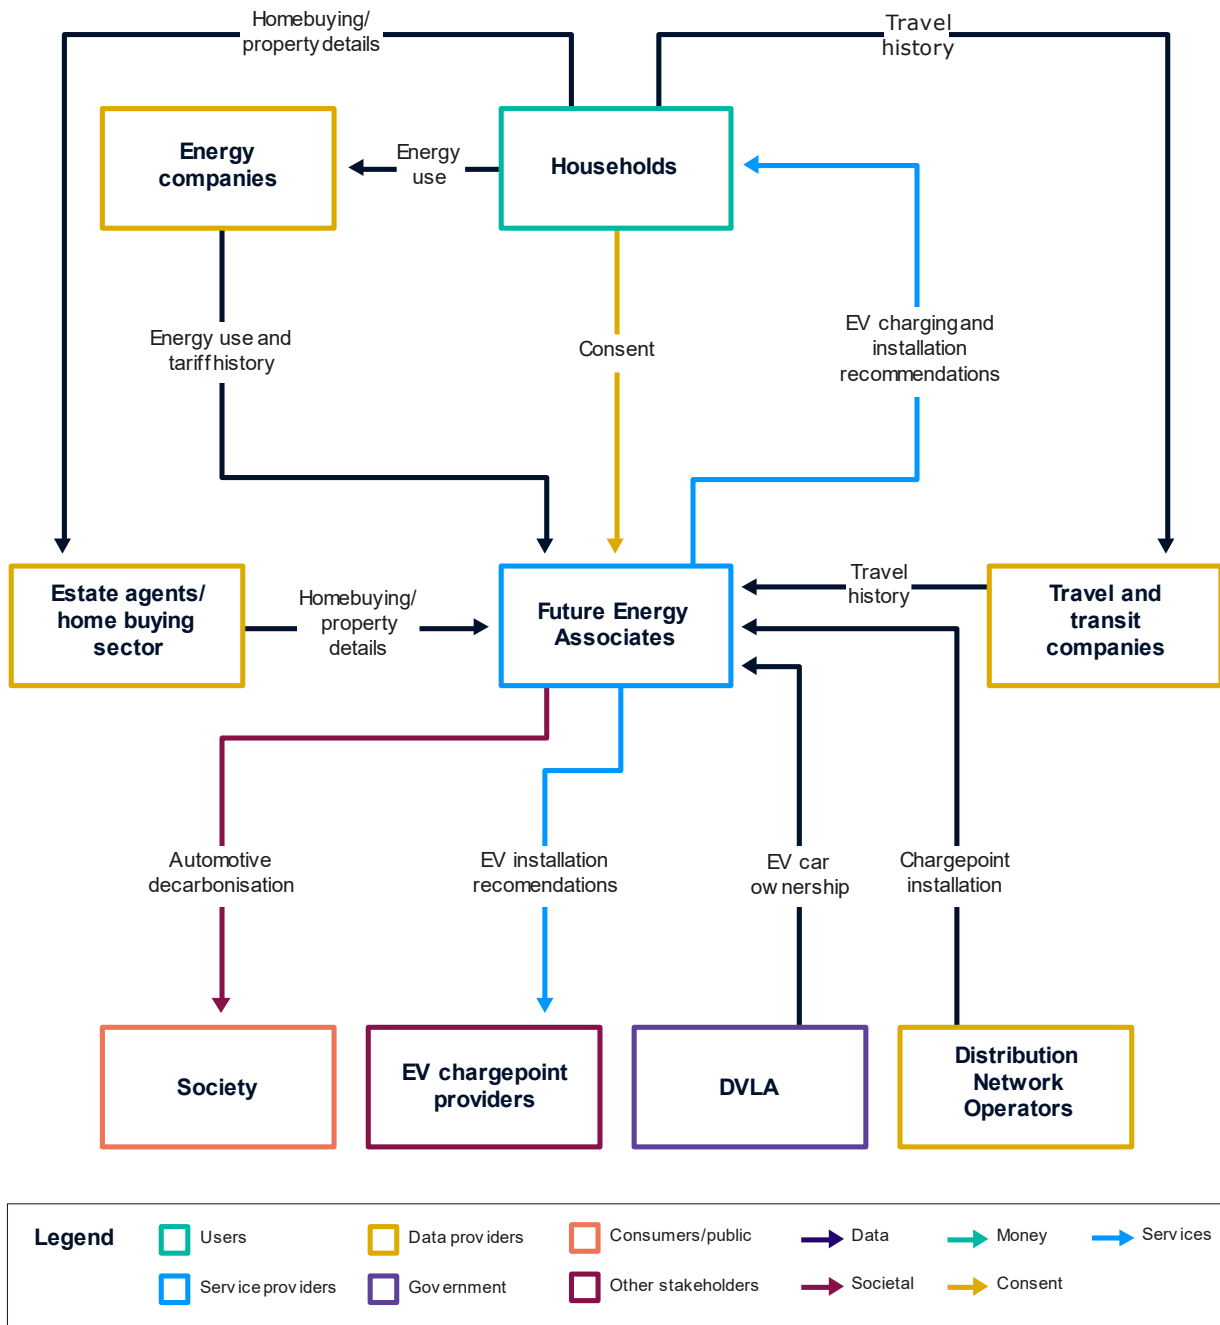 Homebuying/
property details
Travel
history
Energy
companies
Energy
use
Households
Energy use and
tariff history
Consent
EV charging and
installation
recommendations
Estate agents/
home buying
sector
Homebuying/
property
details
Future Energy
Associates
Travel
history
Travel and
transit
companies
Automotive
decarbonisation
EV installation
recomendations
EV car
ownership
Chargepoint
installation
Society
EV chargepoint
providers
DVLA
Distribution
Network
Operators
Legend
Users
Data providers
Consumers/public
Data
Money
Services
Service providers
Government
Other stakeholders
Societal
Consent